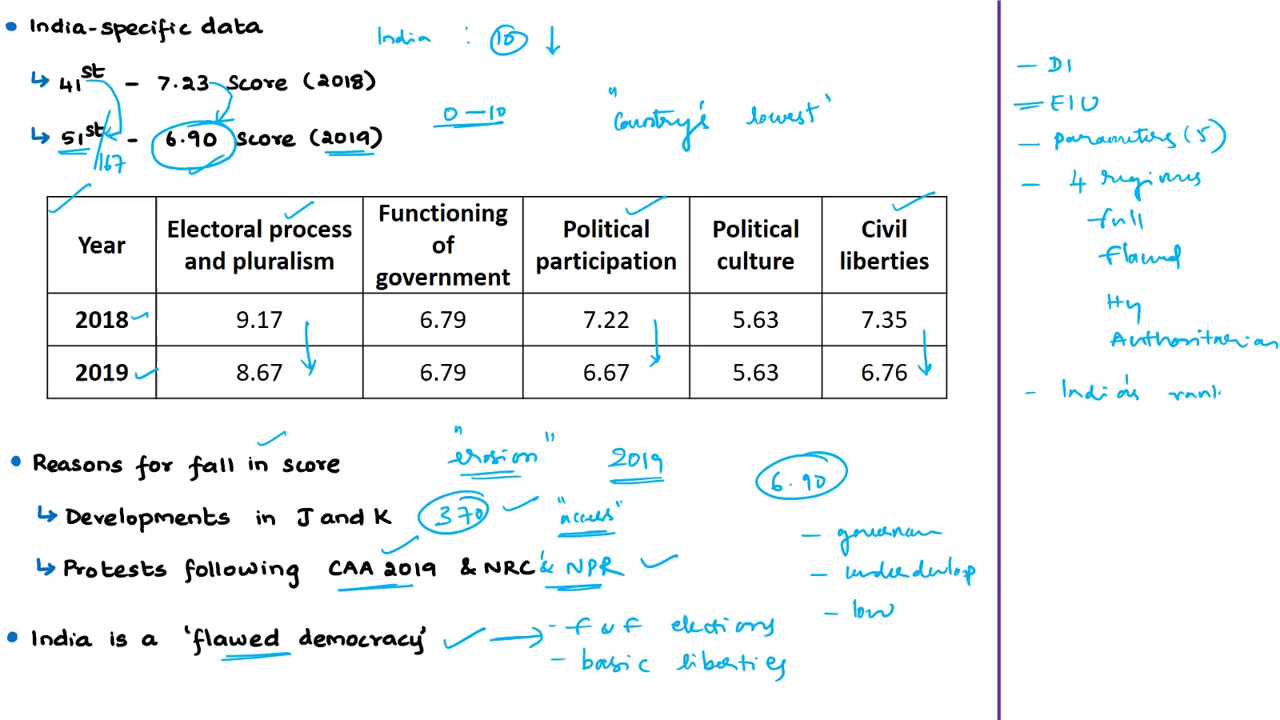 • India-specific data
India : 10 ↓
↳ 41st - 7.23 Score (2018)
0-10
"Country's lowest"
↳ 51st - 6.90 Score (2019)
/167
Year | Electoral process and pluralism | Functioning of government | Political participation | Political culture | Civil liberties
2018 | 9.17 | 6.79 | 7.22 | 5.63 | 7.35
2019 | 8.67 | 6.79 | 6.67 | 5.63 | 6.76
• Reasons for fall in score
"erosion" 2019
6.90
↳ Developments in J and K 370 "access"
↳ Protests following CAA 2019 & NRC & NPR
- governan
- underdevlop
- low
• India is a 'flawed democracy' →
- F & F elections
- basic liberties
- DI
- EIU
- parameters (5)
- 4 regimes
full
Flawed
Hy
Authoritarian
- India's rank